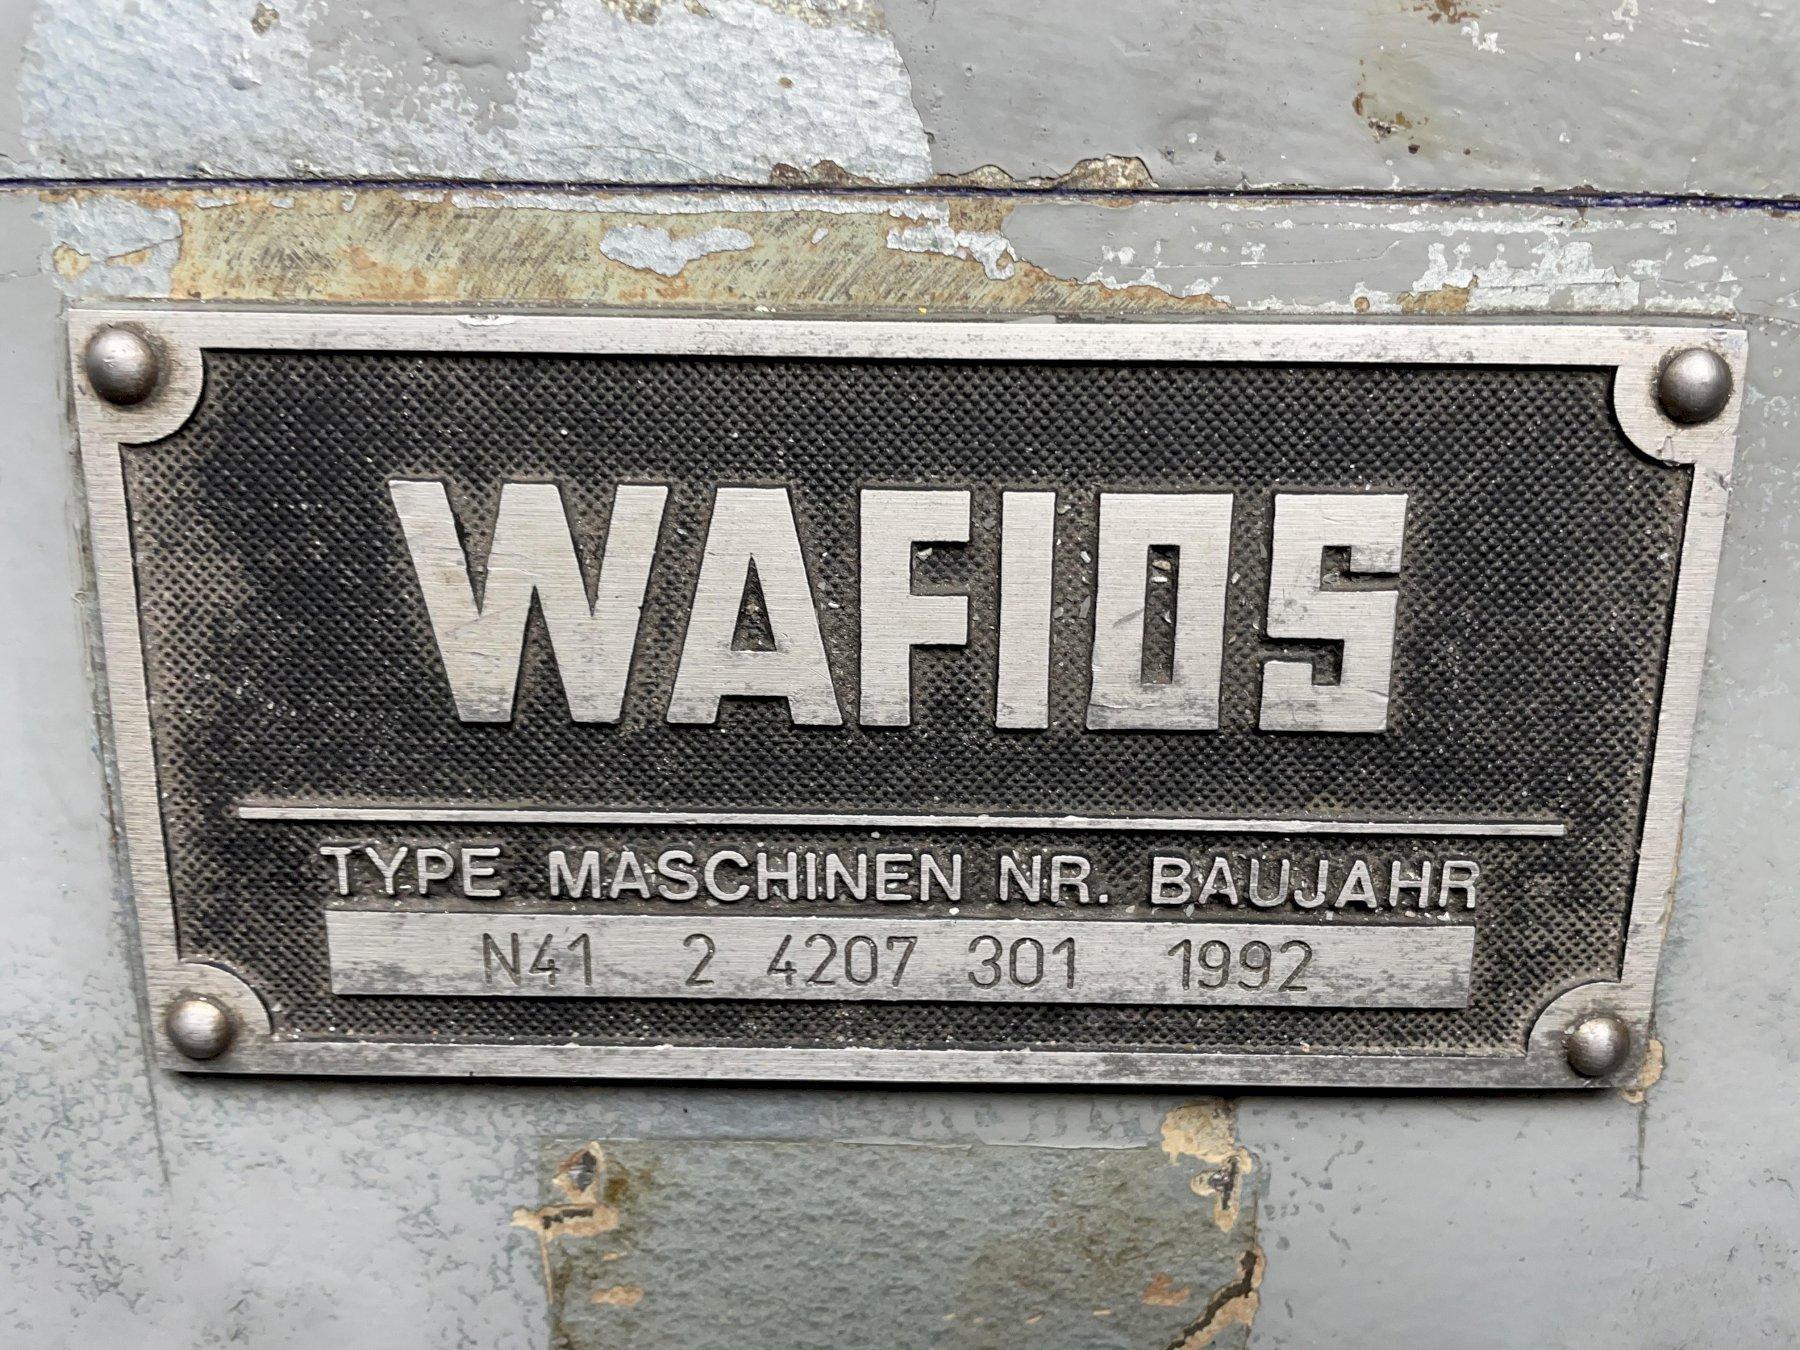 WAFIOS
TYPE MASCHINEN NR. BAUJAHR
N41 2 4207 301 1992